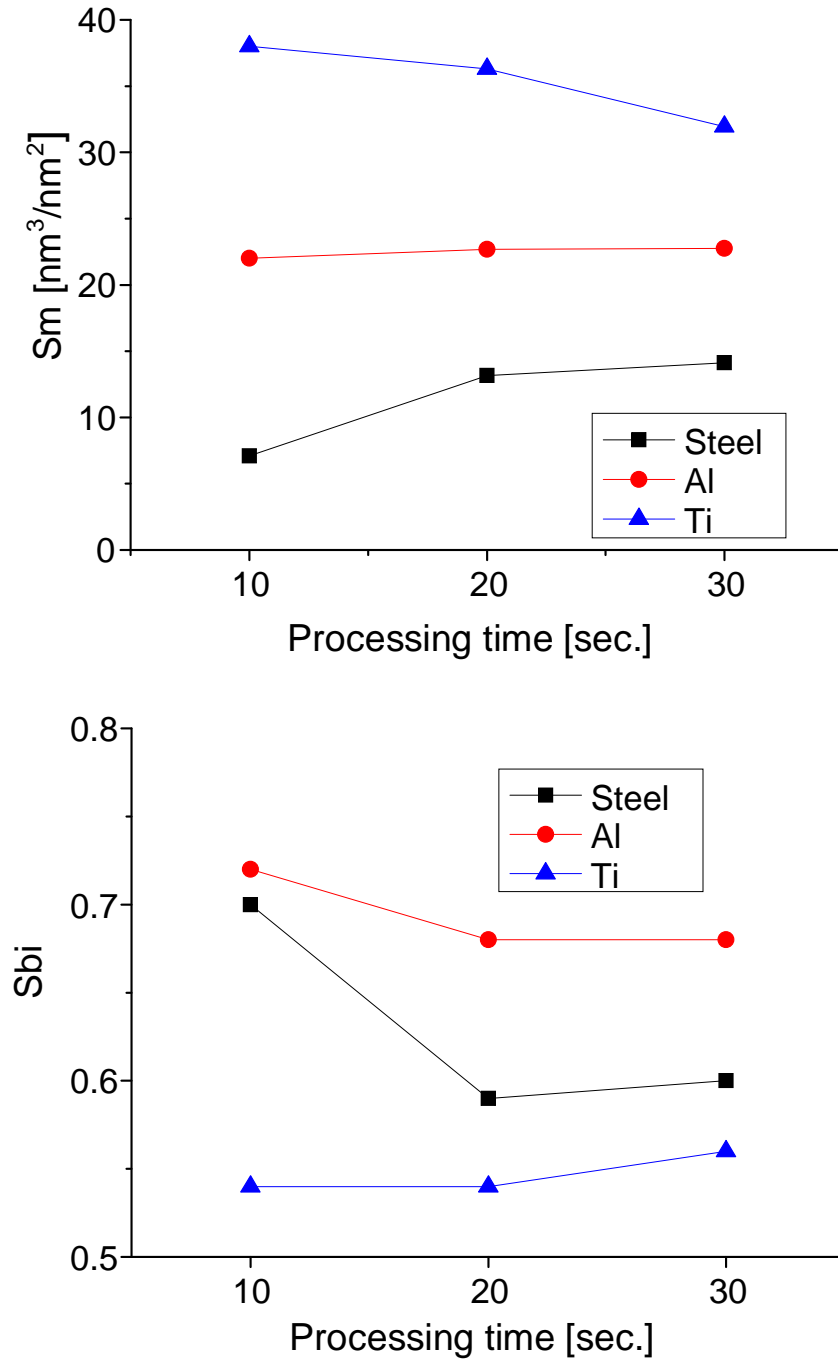 40
30
20
10
0
Sm [nm³/nm²]
Steel
Al
Ti
10 20 30
Processing time [sec.]
0.8
0.7
0.6
0.5
Sbi
Steel
Al
Ti
10 20 30
Processing time [sec.]